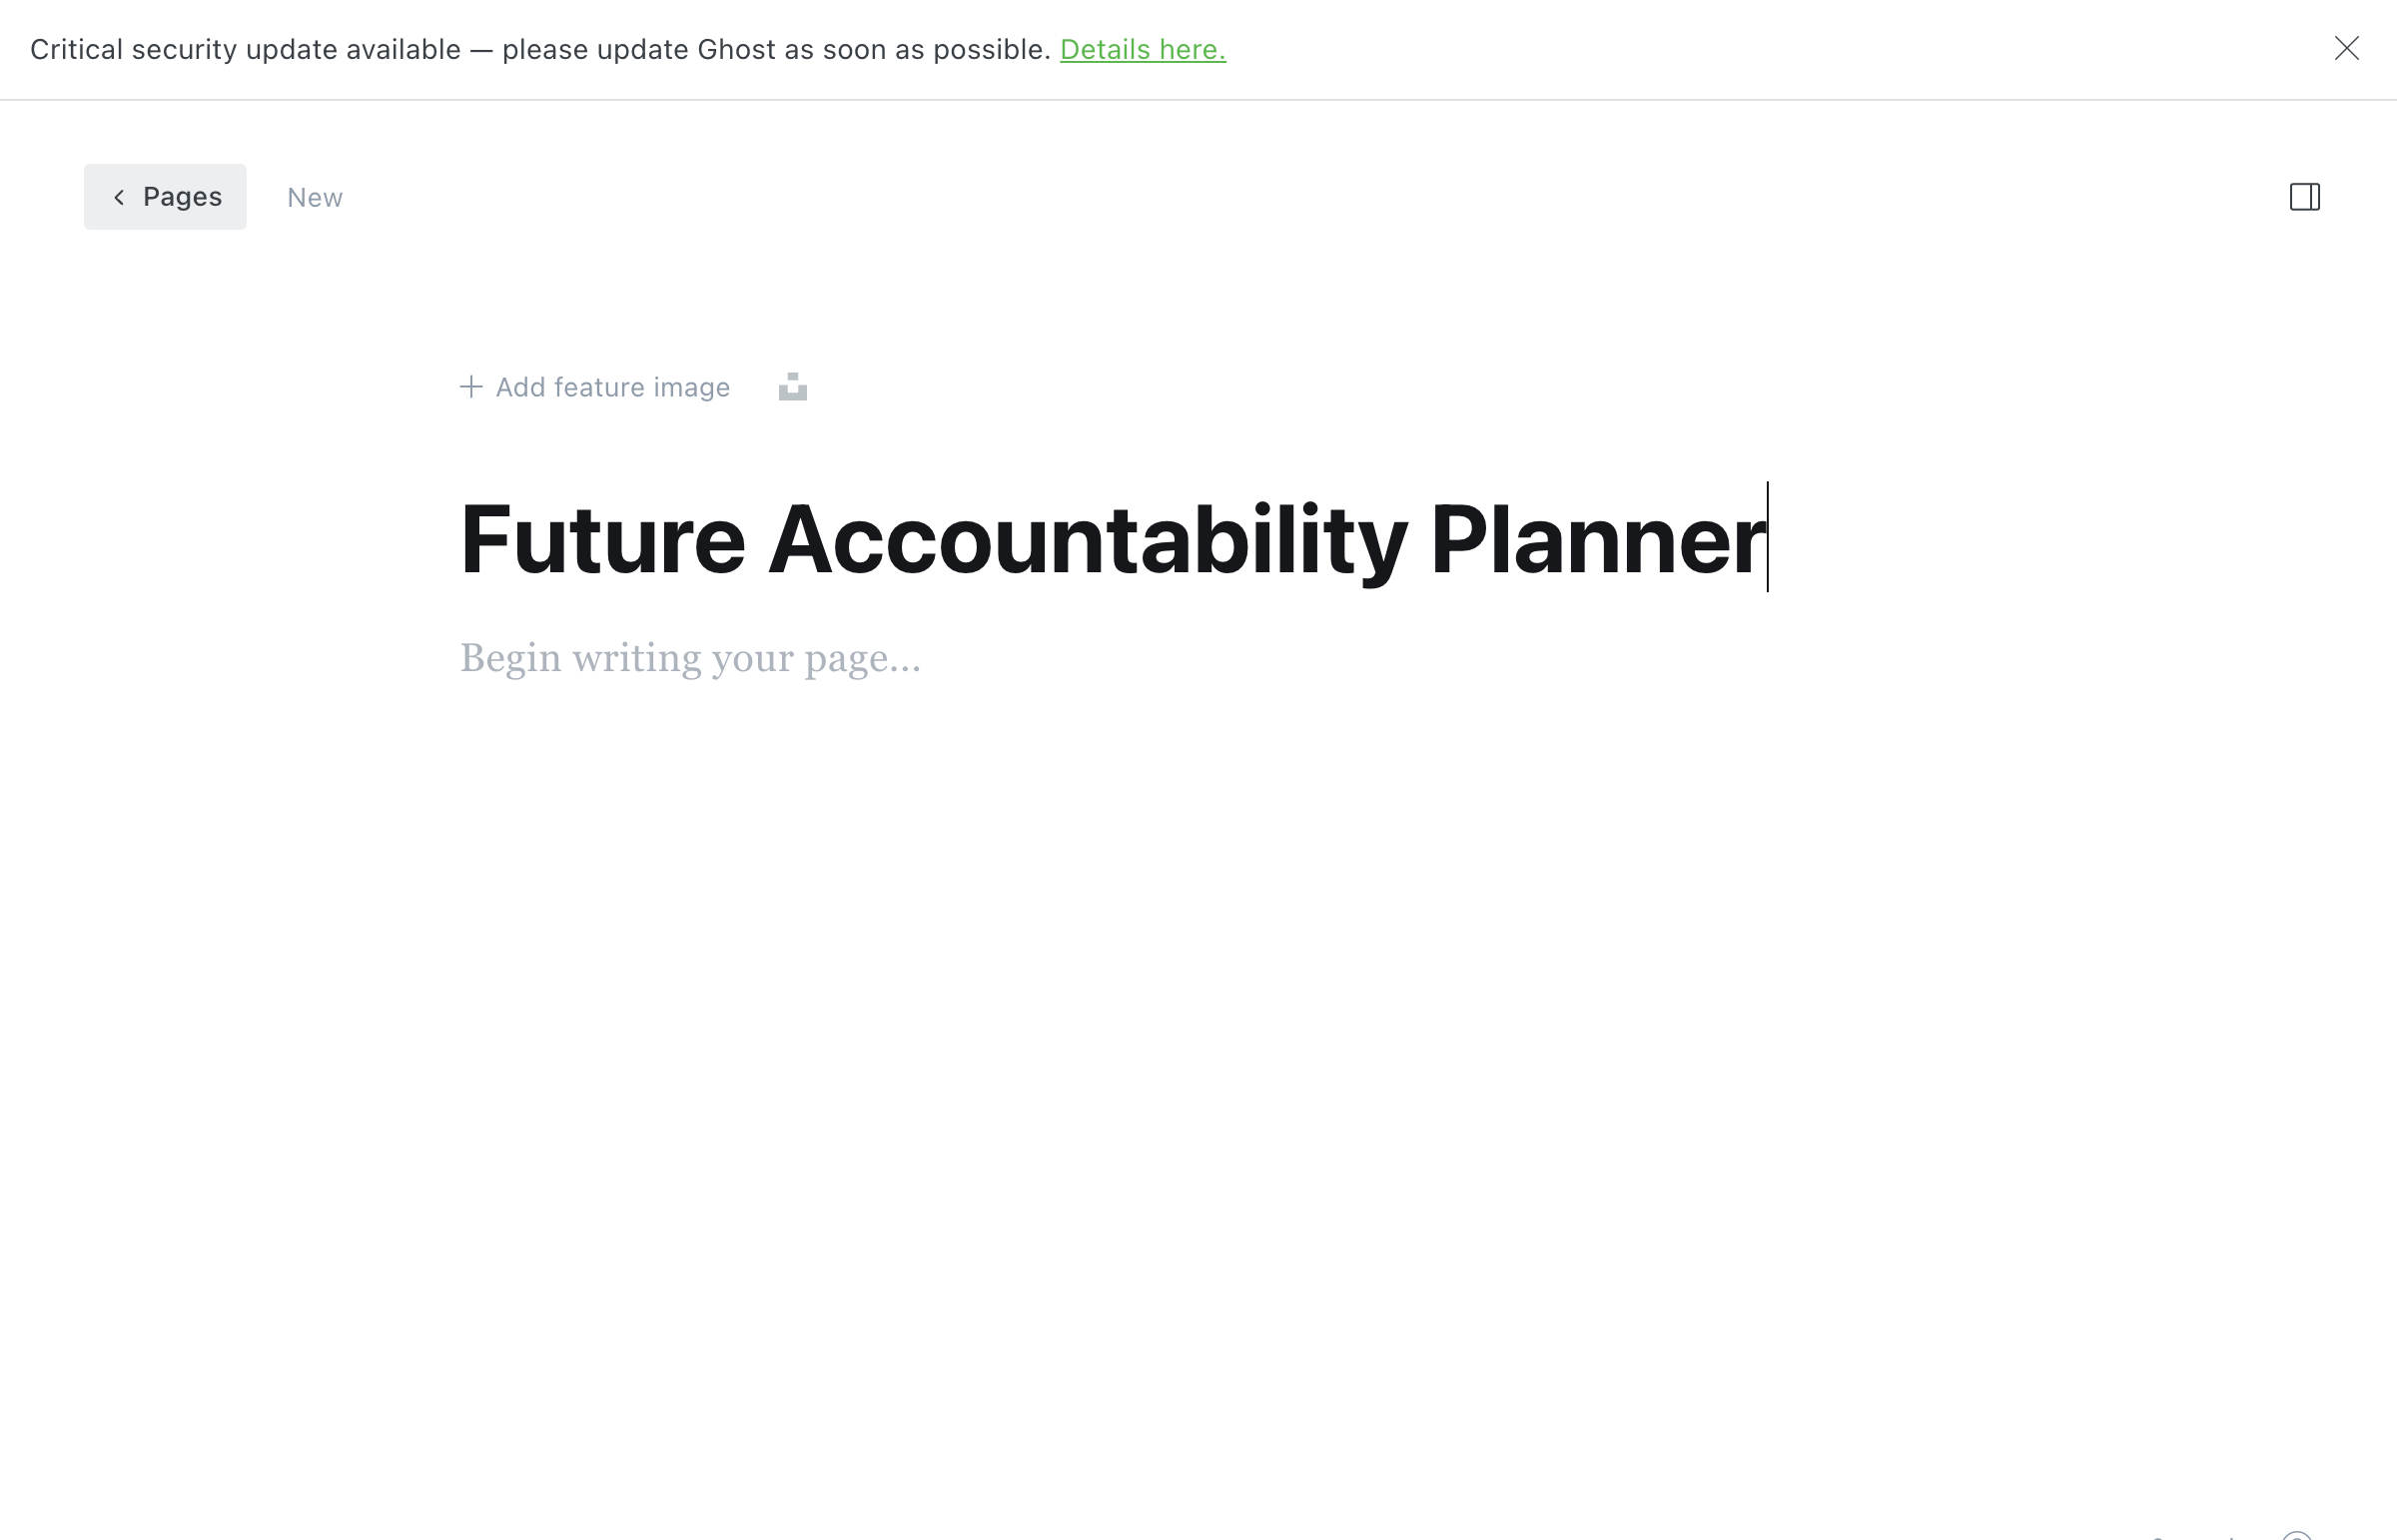 Critical security update available — please update Ghost as soon as possible. Details here.
Pages
New
Add feature image
Future Accountability Planner
Begin writing your page...